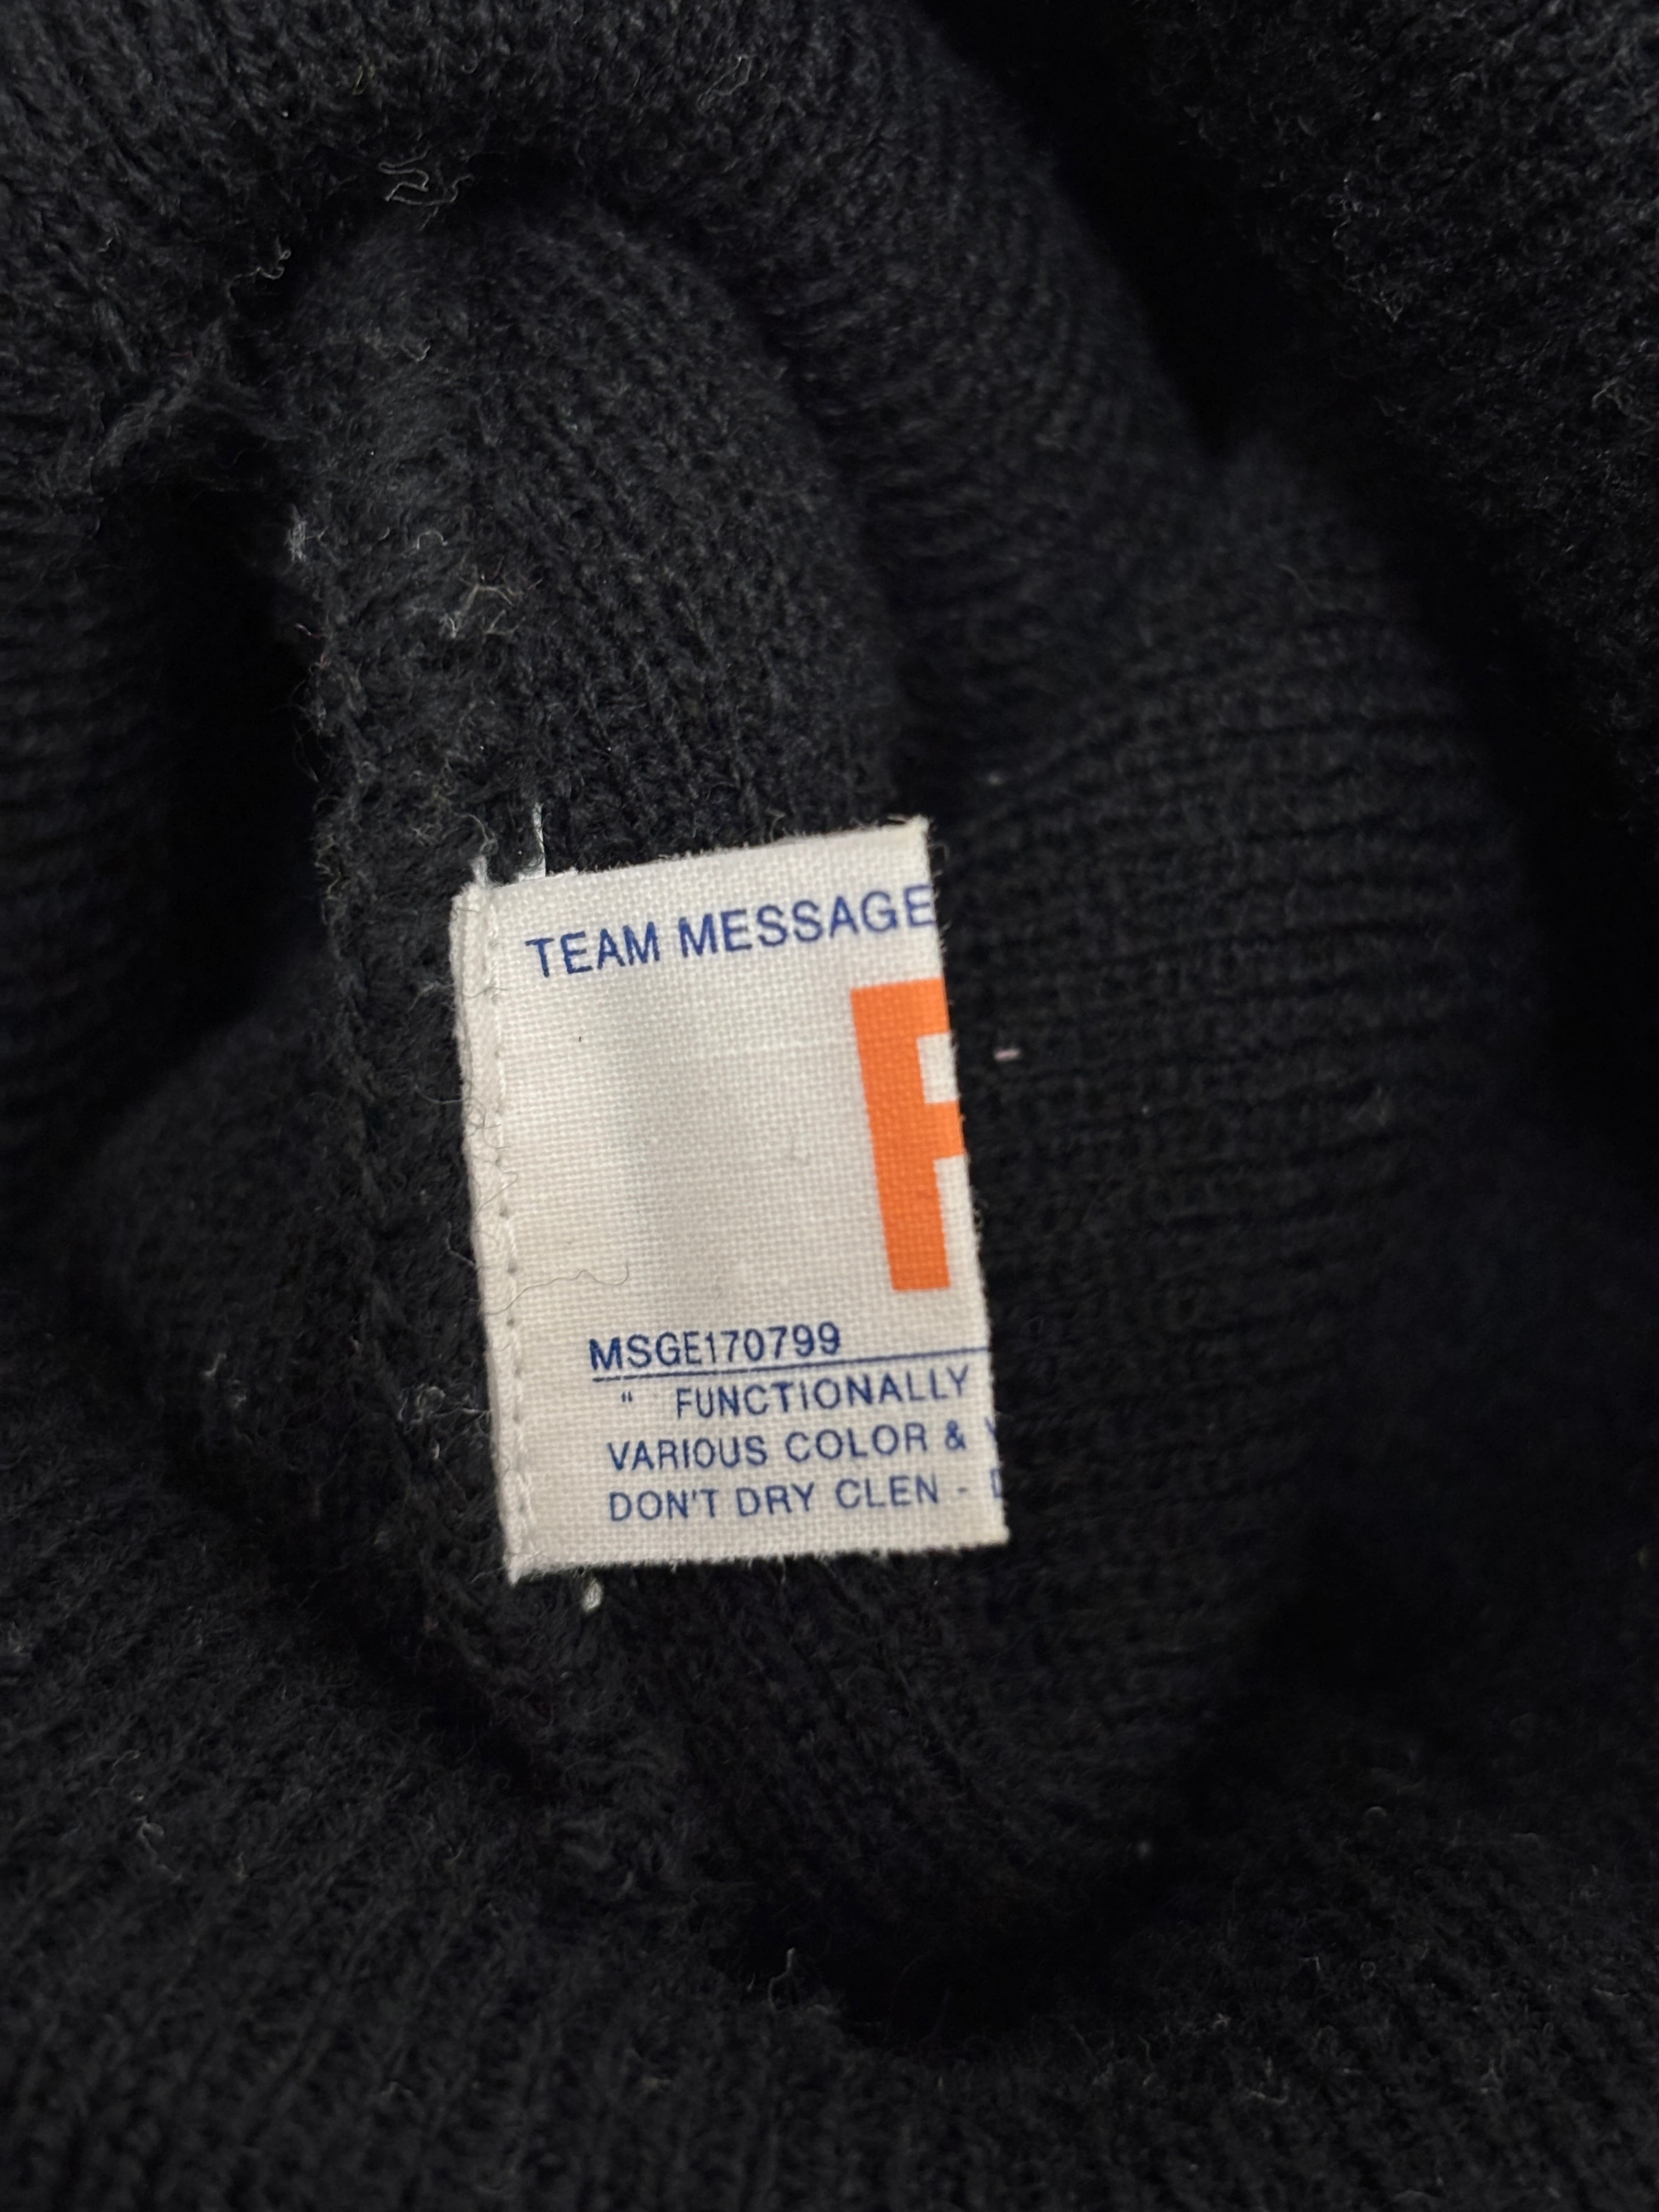 TEAM MESSAGE
MSGE170799
“ FUNCTIONALLY
VARIOUS COLOR &
DON'T DRY CLEN -